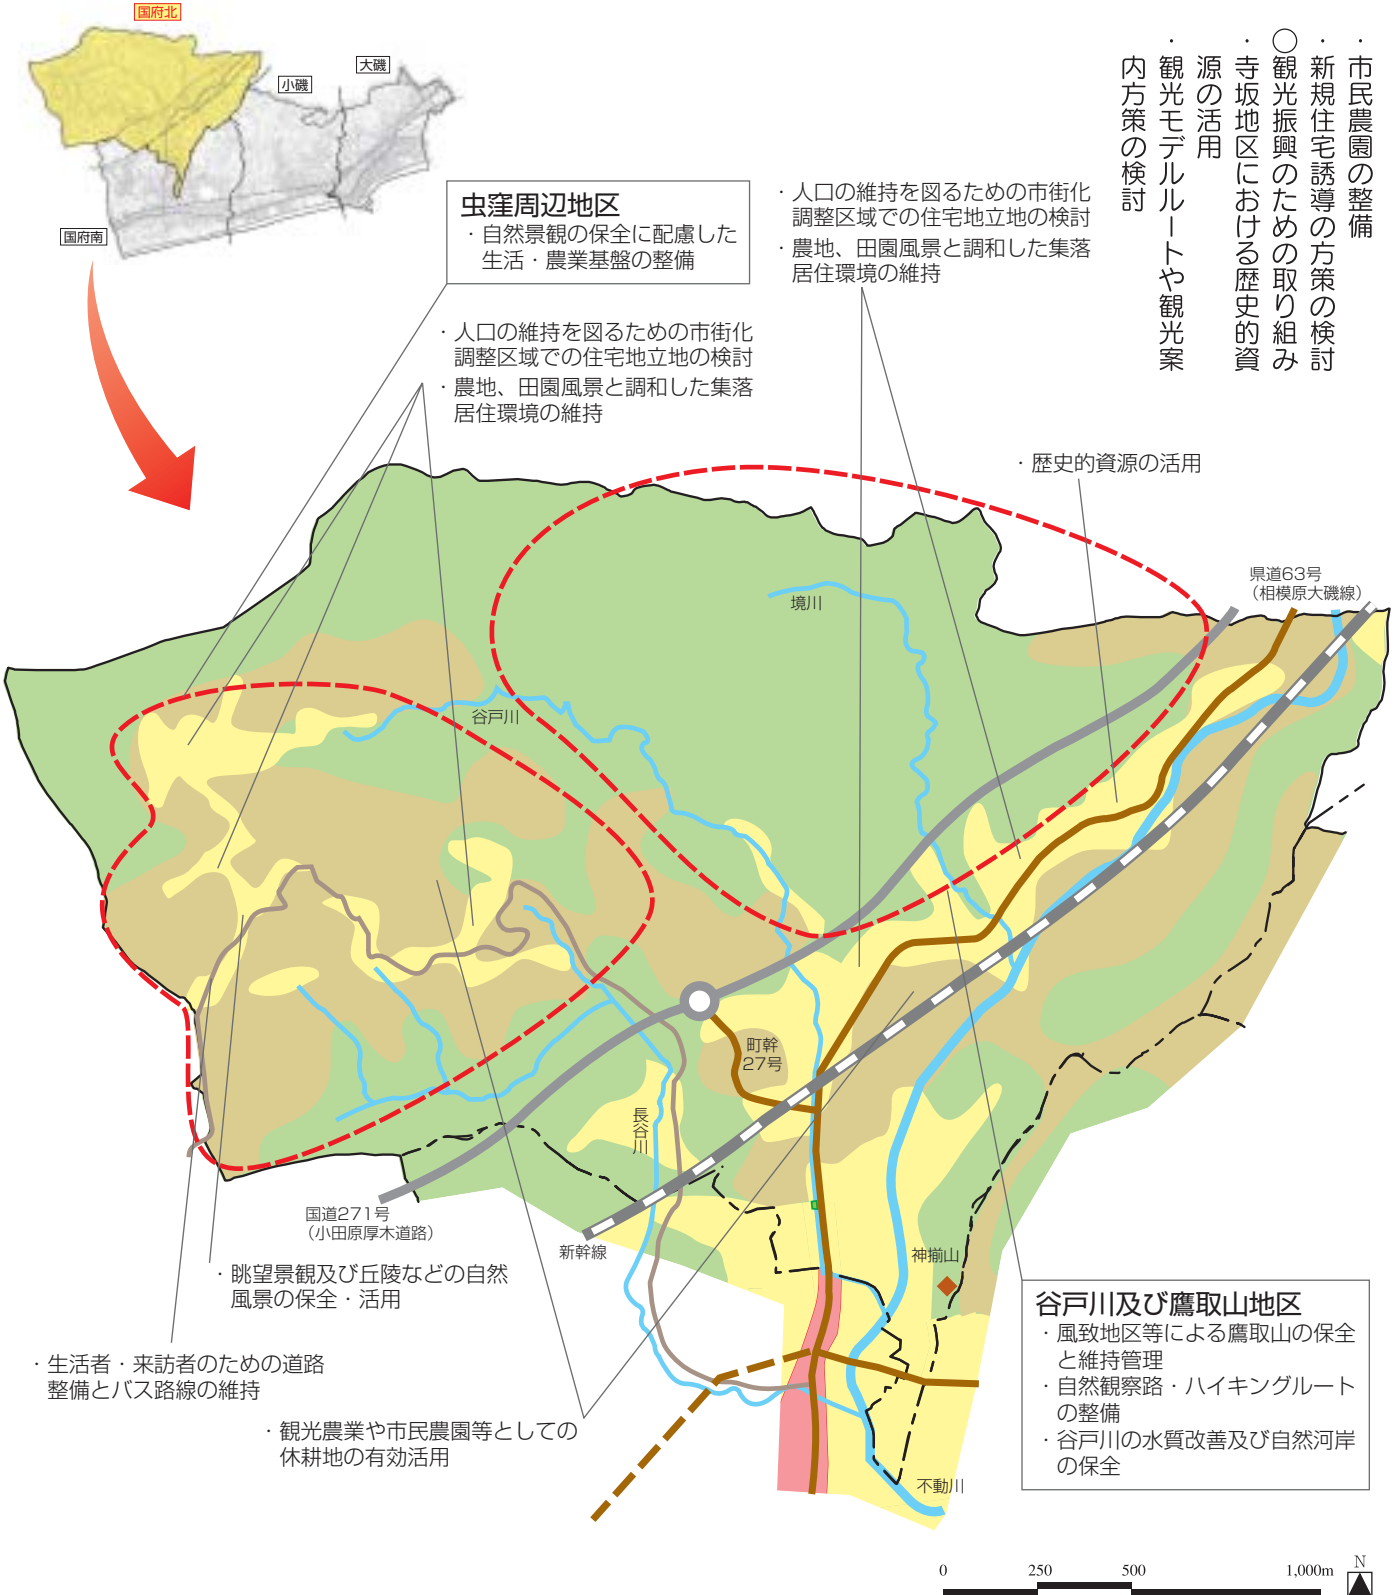 ・市民農園の整備
・新規住宅誘導の方策の検討
○観光振興のための取り組み
・寺坂地区における歴史的資
源の活用
・観光モデルルートや観光案
内方策の検討
国府北
大磯
小磯
国府南
虫窪周辺地区
・自然景観の保全に配慮した
生活・農業基盤の整備
・人口の維持を図るための市街化
調整区域での住宅地立地の検討
・農地、田園風景と調和した集落
居住環境の維持
・人口の維持を図るための市街化
調整区域での住宅地立地の検討
・農地、田園風景と調和した集落
居住環境の維持
・歴史的資源の活用
県道63号
（相模原大磯線）
境川
谷戸川
町幹
27号
長谷川
国道271号
（小田原厚木道路）
新幹線
神揃山
・眺望景観及び丘陵などの自然
風景の保全・活用
・生活者・来訪者のための道路
整備とバス路線の維持
・観光農業や市民農園等としての
休耕地の有効活用
谷戸川及び鷹取山地区
・風致地区等による鷹取山の保全
と維持管理
・自然観察路・ハイキングルート
の整備
・谷戸川の水質改善及び自然河岸
の保全
不動川
0 250 500 1,000m
N